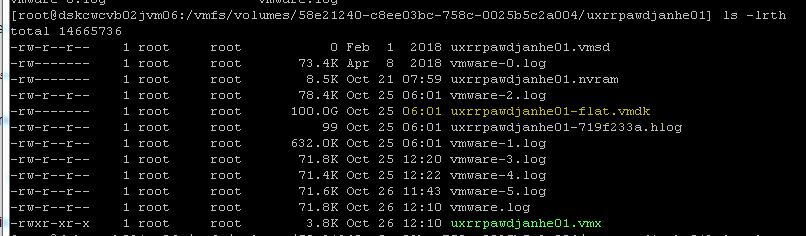 [root@dskcwcvb02jvm06:/vmfs/volumes/58e21240-c8ee03bc-758c-0025b5c2a004/uxrrpawdjanhe01] ls -lrth
total 14665736
-rw-r--r-- 1 root root 0 Feb 1 2018 uxrrpawdjanhe01.vmsd
-rw------- 1 root root 73.4K Apr 8 2018 vmware-0.log
-rw------- 1 root root 8.5K Oct 21 07:59 uxrrpawdjanhe01.nvram
-rw-r--r-- 1 root root 78.4K Oct 25 06:01 vmware-2.log
-rw------- 1 root root 100.0G Oct 25 06:01 uxrrpawdjanhe01-flat.vmdk
-rw-r--r-- 1 root root 99 Oct 25 06:01 uxrrpawdjanhe01-719f233a.hlog
-rw-r--r-- 1 root root 632.0K Oct 25 06:01 vmware-1.log
-rw-r--r-- 1 root root 71.8K Oct 25 12:20 vmware-3.log
-rw-r--r-- 1 root root 71.4K Oct 25 12:22 vmware-4.log
-rw-r--r-- 1 root root 71.6K Oct 26 11:43 vmware-5.log
-rw-r--r-- 1 root root 71.8K Oct 26 12:10 vmware.log
-rwxr-xr-x 1 root root 3.8K Oct 26 12:10 uxrrpawdjanhe01.vmx